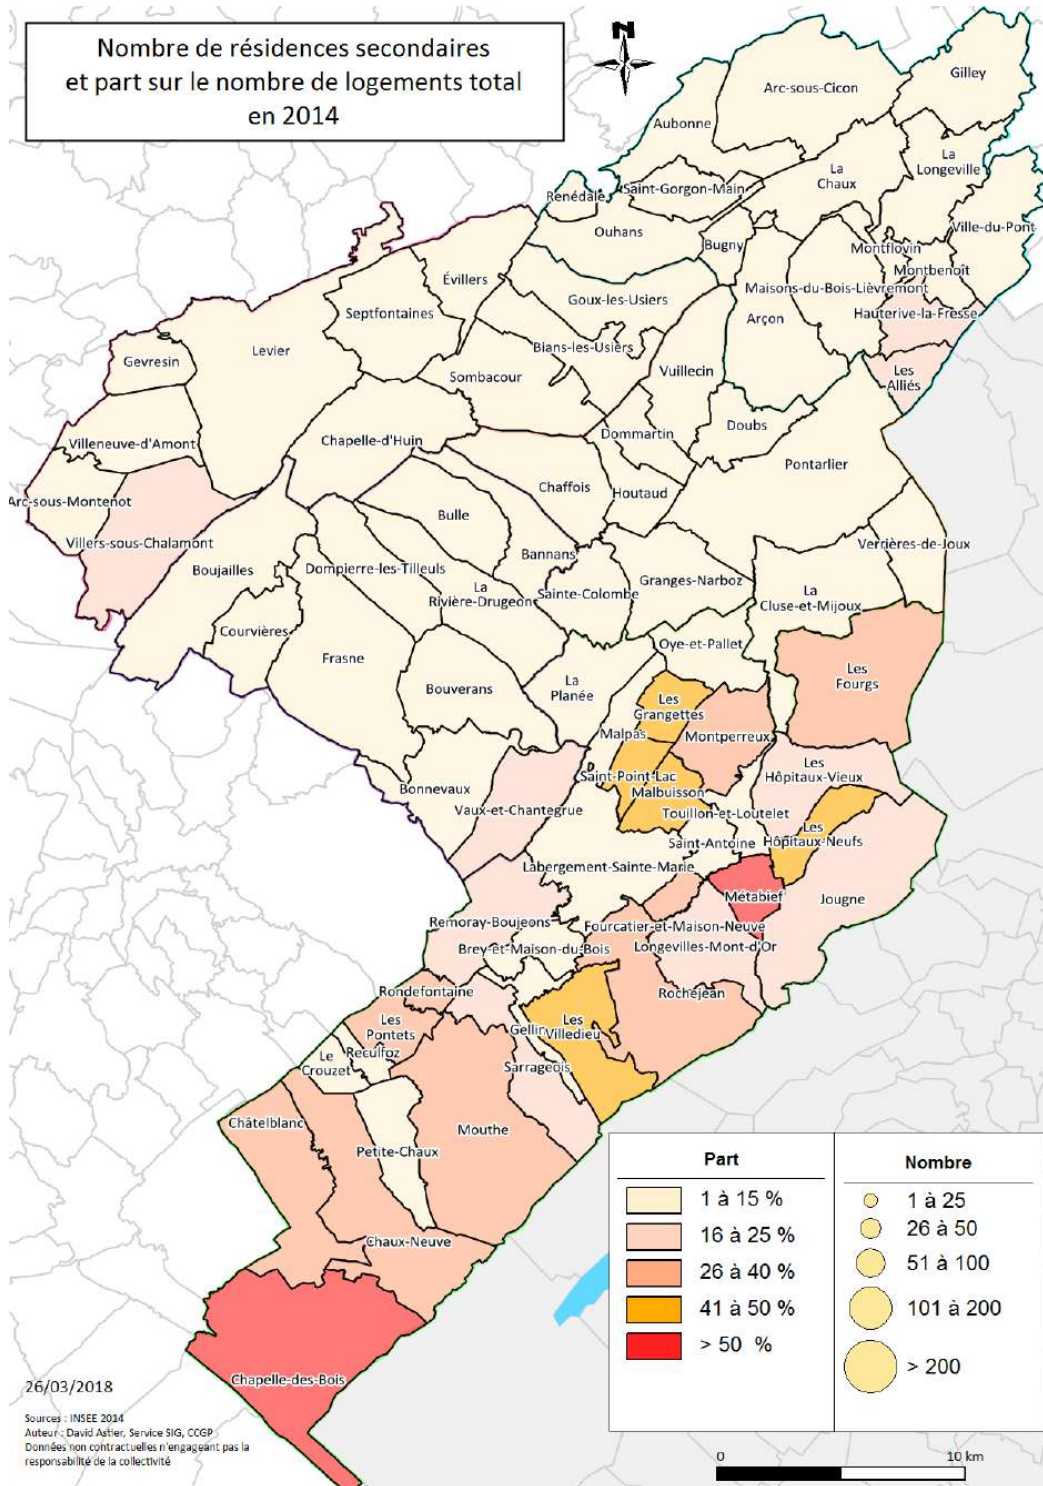 Nombre de résidences secondaires
et part sur le nombre de logements total
en 2014
N
Gilley
Arc-sous-Cicon
Aubonne
La
Longeville
La
Chaux
Saint-Gorgon-Main
Renédale
Ville-du-Pont
Ouhans
Bugny
Montflovin
Montbenoît
Évillers
Maisons-du-Bois-Lièvremont
Goux-les-Usiers
Septfontaines
Hauterive-la-Fresse
Arçon
Bians-les-Usiers
Levier
Gevresin
Vuillecin
Les
Alliés
Sombacour
Doubs
Dommartin
Villeneuve-d'Amont
Chapelle-d'Huin
Pontarlier
Chaffois
Houtaud
Arc-sous-Montenot
Bulle
Villers-sous-Chalamont
Verrières-de-Joux
Bannans
Boujailles
Dompierre-les-Tilleuls
Granges-Narboz
La
Rivière-Drugeon
Sainte-Colombe
La
Cluse-et-Mijoux
Courvières
Oye-et-Pallet
Frasne
Les
Fourgs
Bouverans
La
Planée
Les
Grangettes
Malpas
Montperreux
Les
Hôpitaux-Vieux
Saint-Point-Lac
Bonnevaux
Malbuisson
Vaux-et-Chantegrue
Touillon-et-Loutelet
Les
Hôpitaux-Neufs
Saint-Antoine
Labergement-Sainte-Marie
Métabief
Jougne
Remoray-Boujeons
Fourcatier-et-Maison-Neuve
Brey-et-Maison-du-Bois
Longevilles-Mont-d'Or
Rondefontaine
Rochejean
Les
Pontets
Gellin
Les
Villedieu
Reculfoz
Le
Crouzet
Sarrageois
Châtelblanc
Mouthe
Petite-Chaux
Chaux-Neuve
Chapelle-des-Bois
Part
1 à 15 %
16 à 25 %
26 à 40 %
41 à 50 %
> 50 %
Nombre
1 à 25
26 à 50
51 à 100
101 à 200
> 200
26/03/2018
Sources : INSEE 2014
Auteur : David Astier, Service SIG, CCGP
Données non contractuelles n'engageant pas la
responsabilité de la collectivité
0
10 km